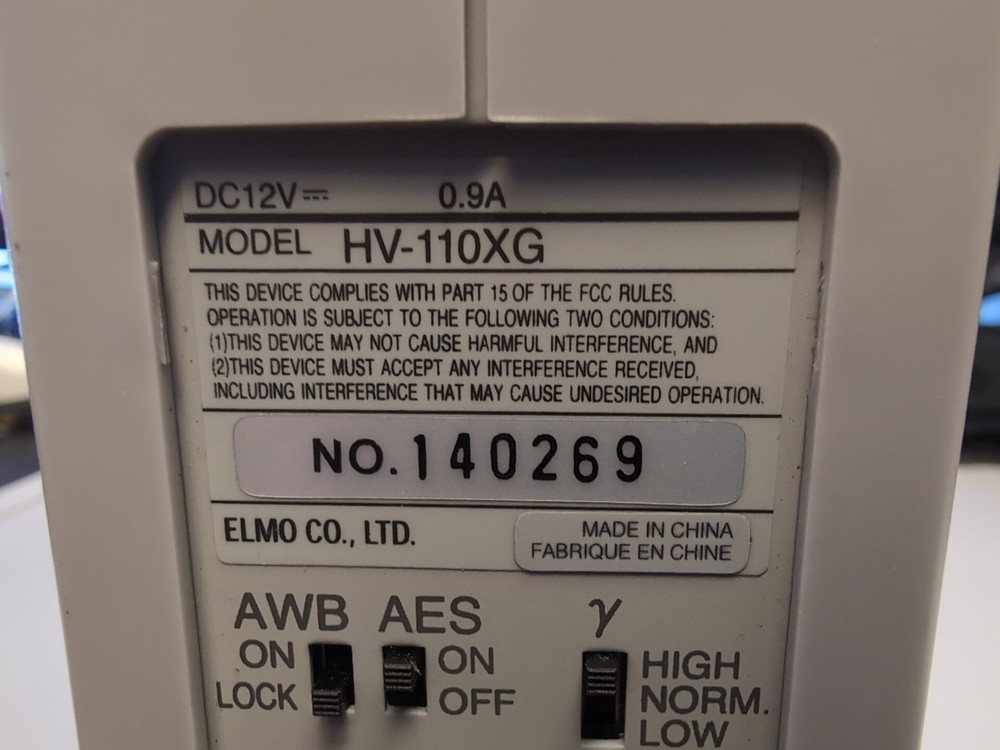 DC12V⎓ 0.9A
MODEL HV-110XG
THIS DEVICE COMPLIES WITH PART 15 OF THE FCC RULES.
OPERATION IS SUBJECT TO THE FOLLOWING TWO CONDITIONS:
(1)THIS DEVICE MAY NOT CAUSE HARMFUL INTERFERENCE, AND
(2)THIS DEVICE MUST ACCEPT ANY INTERFERENCE RECEIVED,
INCLUDING INTERFERENCE THAT MAY CAUSE UNDESIRED OPERATION.
NO.140269
ELMO CO., LTD.
MADE IN CHINA
FABRIQUE EN CHINE
AWB AES γ
ON ON HIGH
LOCK OFF NORM.
LOW